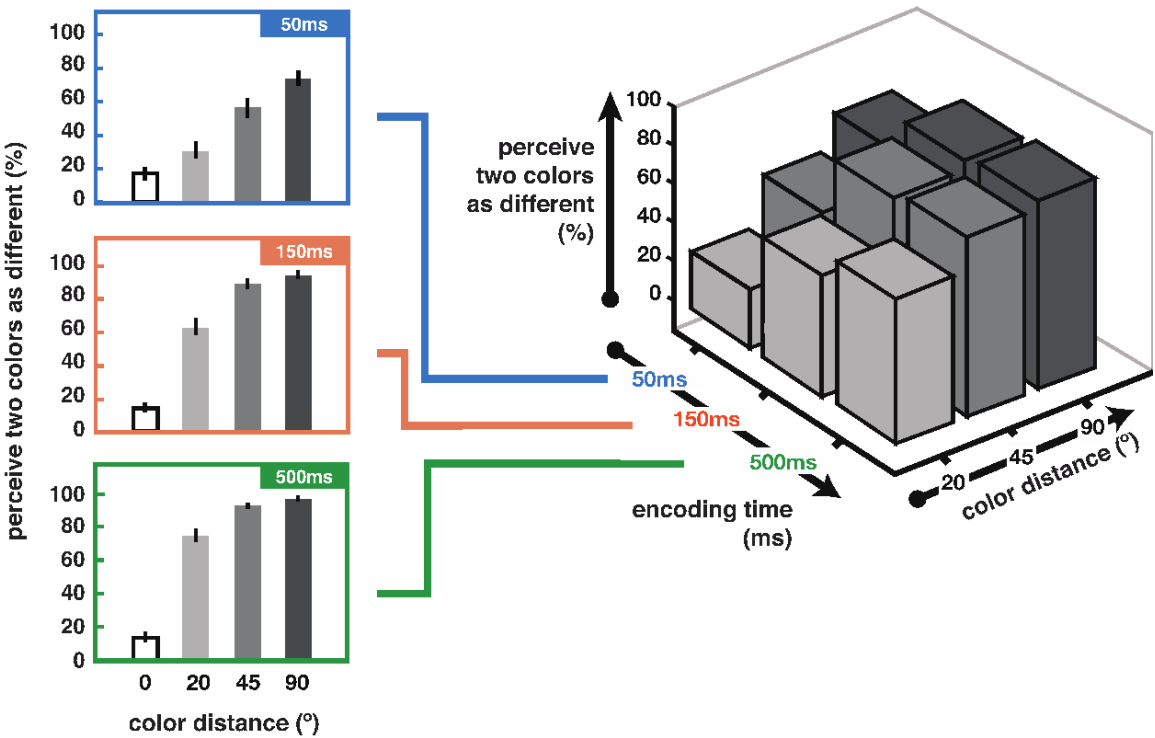 perceive two colors as different (%)
50ms
100
80
60
40
20
0
150ms
100
80
60
40
20
0
500ms
100
80
60
40
20
0
0 20 45 90
color distance (°)
perceive
two colors
as different
(%)
100
80
60
40
20
0
50ms
150ms
500ms
encoding time
(ms)
20 45 90
color distance (°)